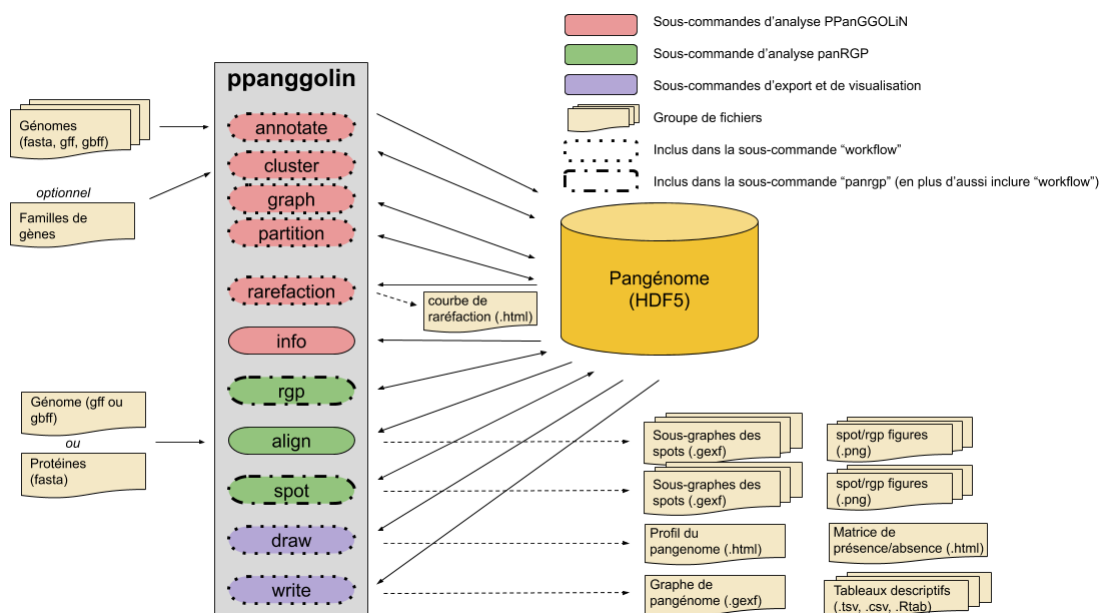 Sous-commandes d'analyse PPanGGOLiN
Sous-commande d'analyse panRGP
Sous-commandes d'export et de visualisation
Groupe de fichiers
Inclus dans la sous-commande "workflow"
Inclus dans la sous-commande "panrgp" (en plus d'aussi inclure "workflow")
ppanggolin
annotate
cluster
graph
partition
rarefaction
info
rgp
align
spot
draw
write
Génomes
(fasta, gff, gbff)
optionnel
Familles de
gènes
Génome (gff ou
gbff)
ou
Protéines
(fasta)
courbe de
raréfaction (.html)
Pangénome
(HDF5)
Sous-graphes des
spots (.gexf)
spot/rgp figures
(.png)
Sous-graphes des
spots (.gexf)
spot/rgp figures
(.png)
Profil du
pangenome (.html)
Matrice de
présence/absence (.html)
Graphe de
pangénome (.gexf)
Tableaux descriptifs
(.tsv, .csv, .Rtab)